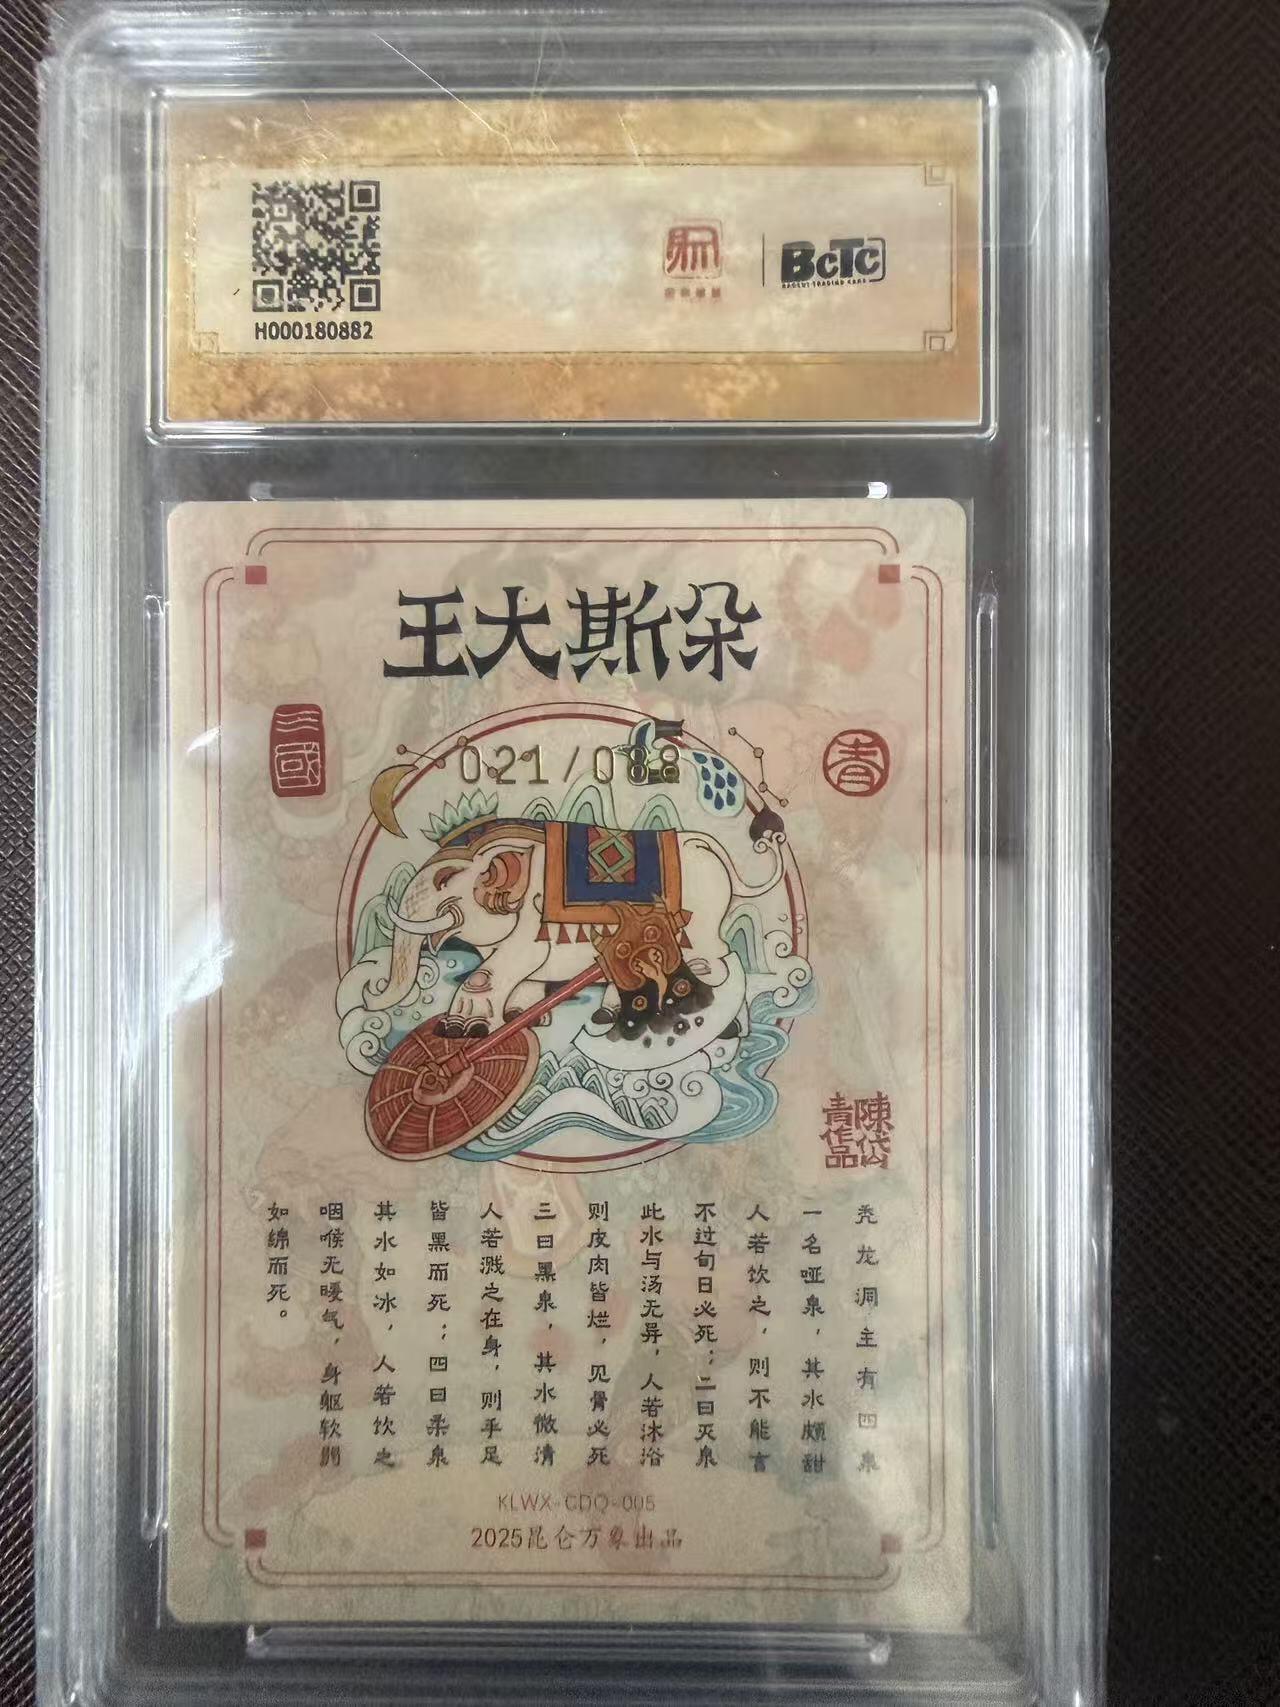 H000180882
BCTC
朵斯大王
三國
青
021/088
陳岱
青作品
秃龙洞主有四泉
一名哑泉，其水颇甜
人若饮之，则不能言
不过旬日必死；二曰灭泉
此水与汤无异，人若沐浴
则皮肉皆烂，见骨必死
三曰黑泉，其水微清
人若溅之在身，则手足
皆黑而死；四曰柔泉
其水如冰，人若饮之
咽喉无暖气，身躯软弱
如綿而死。
KLWX-CDQ-005
2025昆仑万象出品